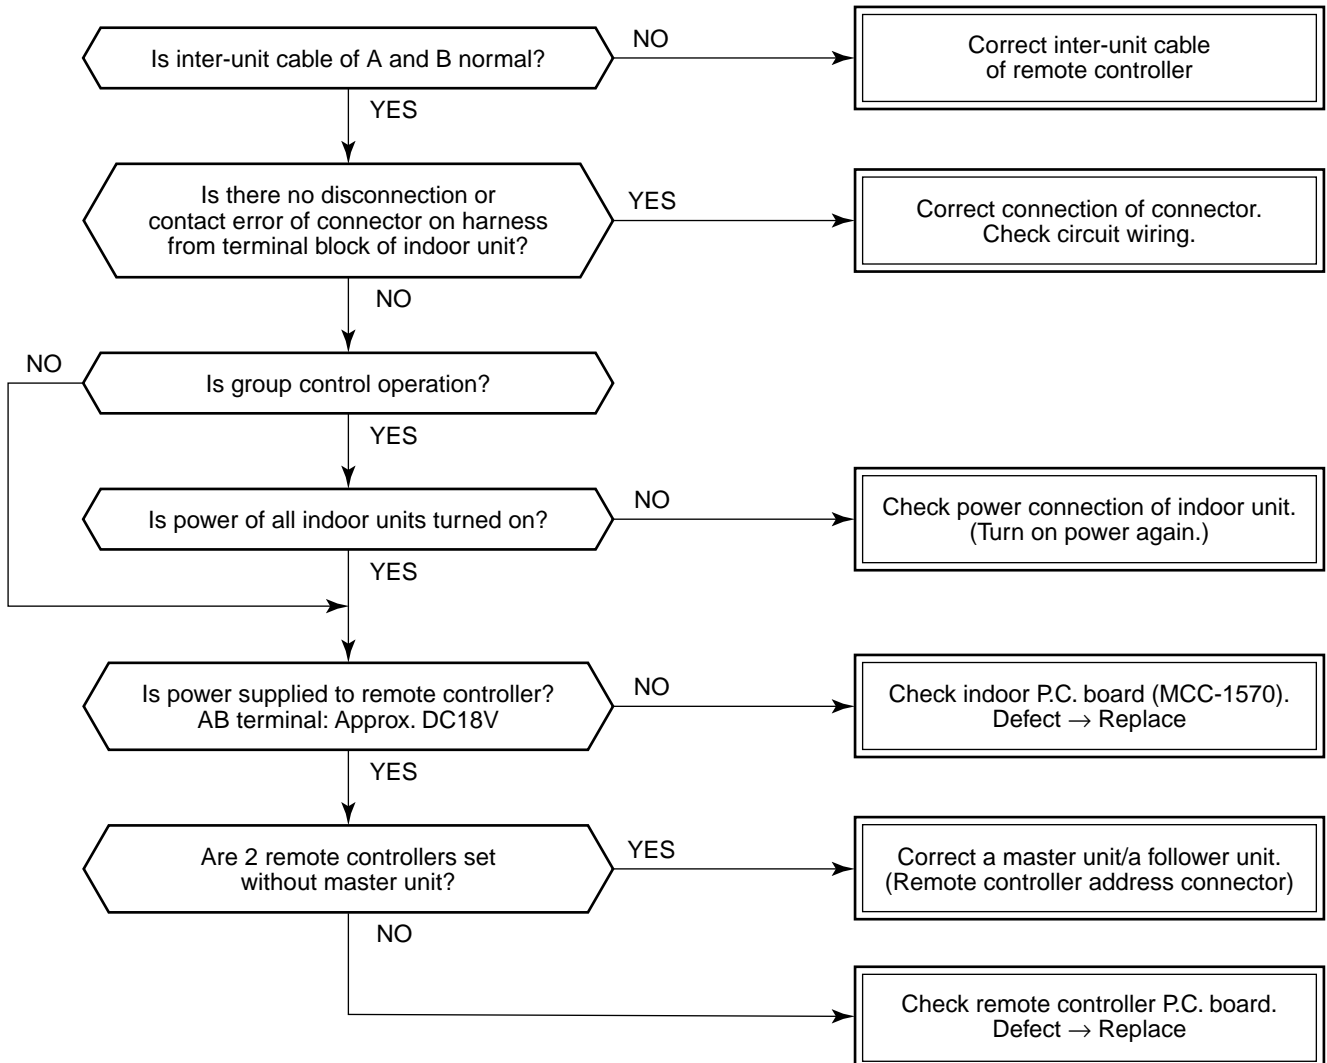 Is inter-unit cable of A and B normal?
NO
Correct inter-unit cable
of remote controller
YES
Is there no disconnection or
contact error of connector on harness
from terminal block of indoor unit?
YES
Correct connection of connector.
Check circuit wiring.
NO
NO
Is group control operation?
YES
Is power of all indoor units turned on?
NO
Check power connection of indoor unit.
(Turn on power again.)
YES
Is power supplied to remote controller?
AB terminal: Approx. DC18V
NO
Check indoor P.C. board (MCC-1570).
Defect → Replace
YES
Are 2 remote controllers set
without master unit?
YES
Correct a master unit/a follower unit.
(Remote controller address connector)
NO
Check remote controller P.C. board.
Defect → Replace